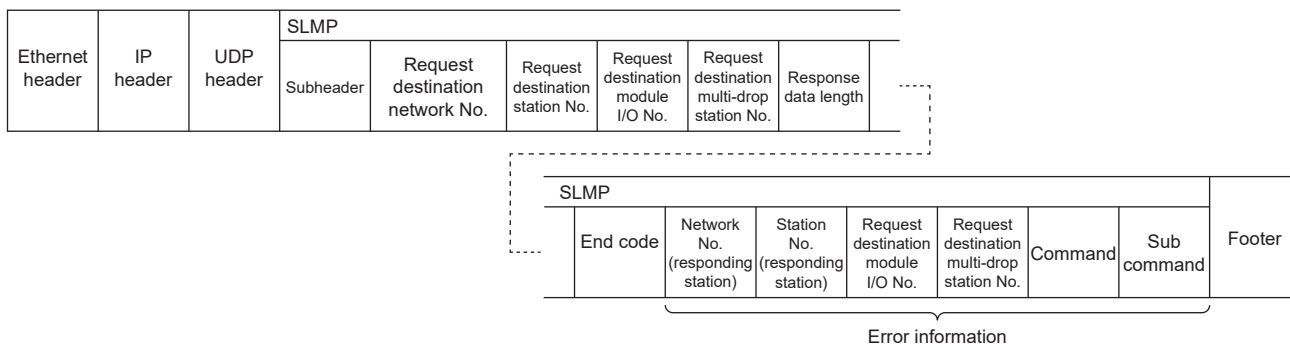 SLMP
Ethernet
header
IP
header
UDP
header
Subheader
Request
destination
network No.
Request
destination
station No.
Request
destination
module
I/O No.
Request
destination
multi-drop
station No.
Response
data length
SLMP
End code
Network
No.
(responding
station)
Station
No.
(responding
station)
Request
destination
module
I/O No.
Request
destination
multi-drop
station No.
Command
Sub
command
Footer
Error information